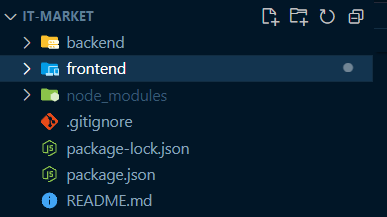 IT-MARKET
backend
frontend
node_modules
.gitignore
package-lock.json
package.json
README.md